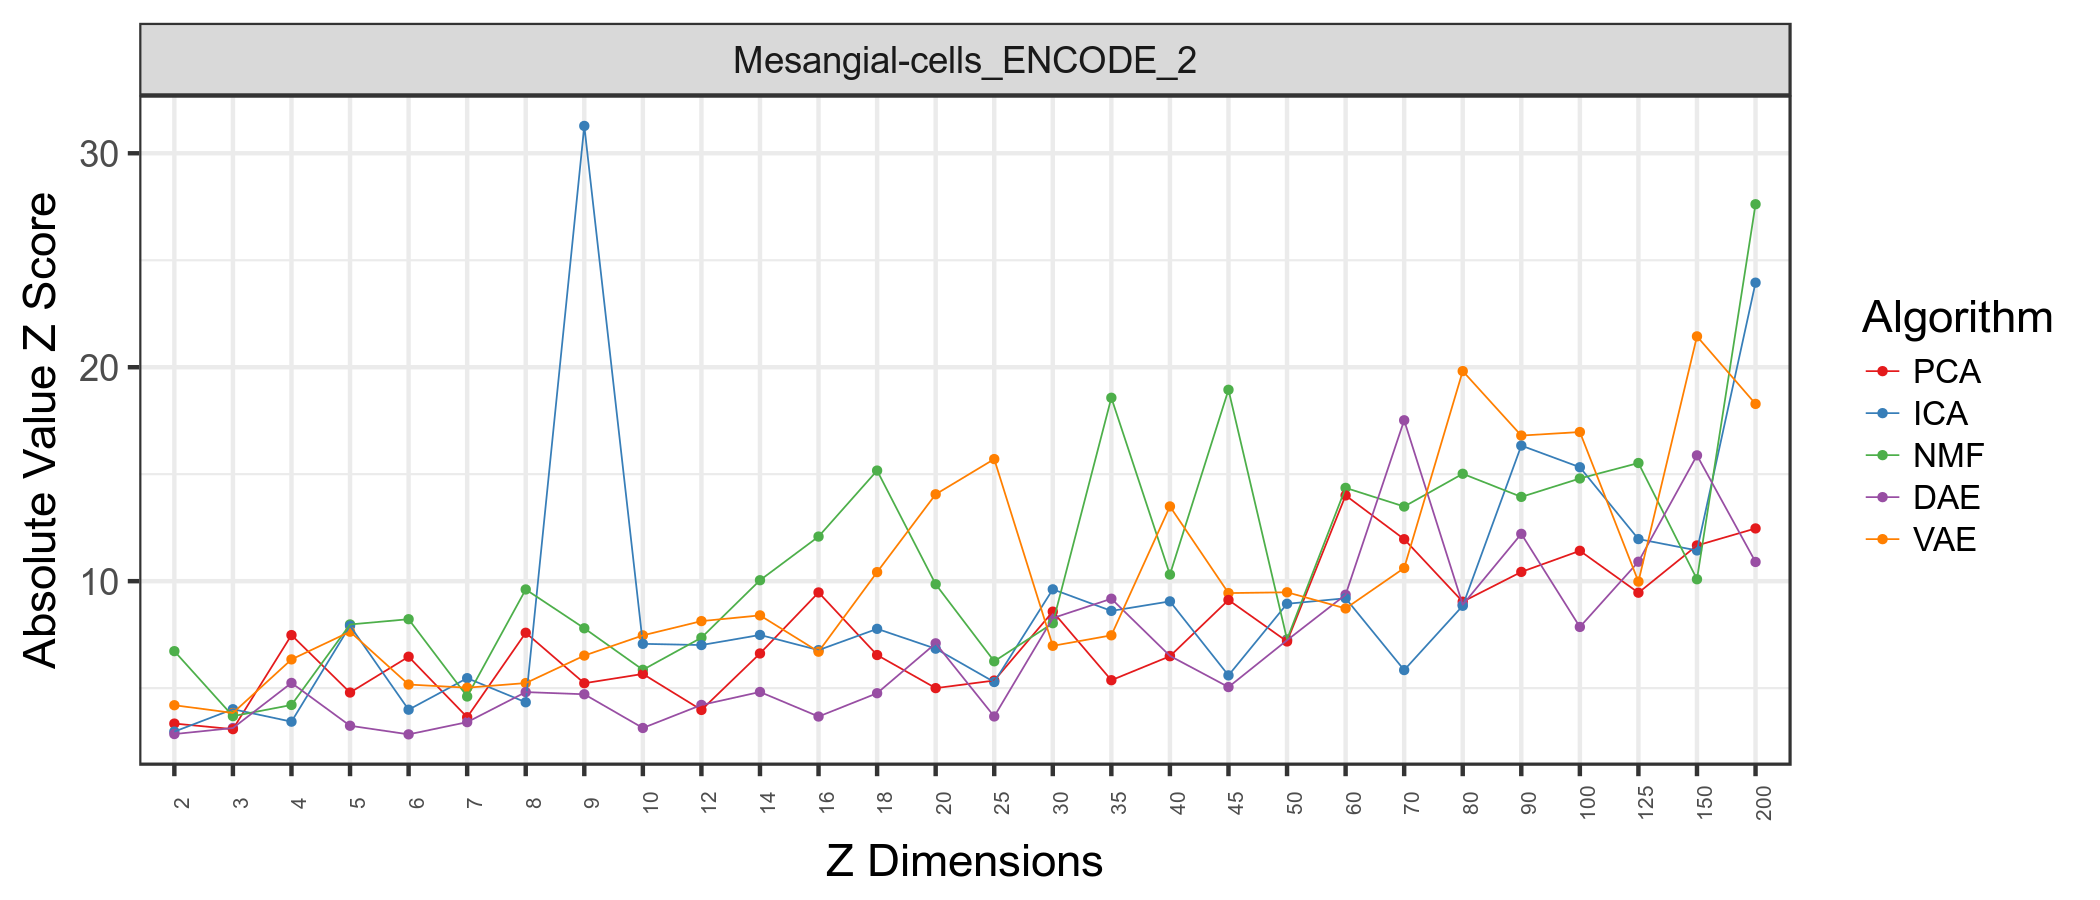 Mesangial-cells_ENCODE_2
Absolute Value Z Score
30
20
10
2 3 4 5 6 7 8 9 10 12 14 16 18 20 25 30 35 40 45 50 60 70 80 90 100 125 150 200
Z Dimensions
Algorithm
PCA
ICA
NMF
DAE
VAE